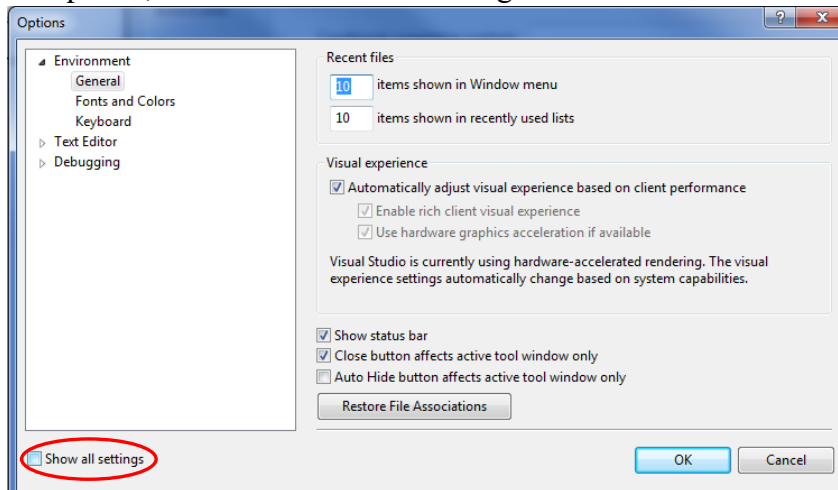 Options
Environment
General
Fonts and Colors
Keyboard
Text Editor
Debugging
Recent files
10 items shown in Window menu
10 items shown in recently used lists
Visual experience
Automatically adjust visual experience based on client performance
Enable rich client visual experience
Use hardware graphics acceleration if available
Visual Studio is currently using hardware-accelerated rendering. The visual
experience settings automatically change based on system capabilities.
Show status bar
Close button affects active tool window only
Auto Hide button affects active tool window only
Restore File Associations
Show all settings
OK
Cancel